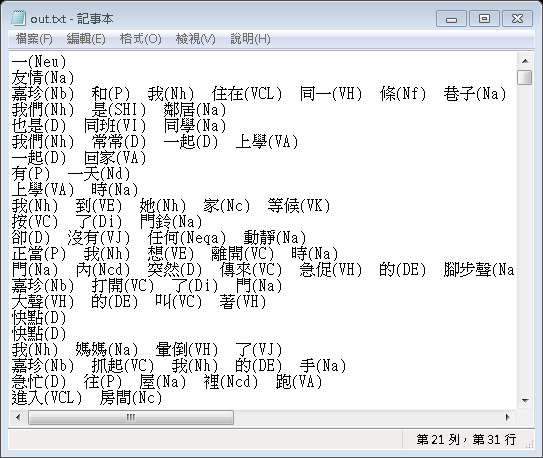 out.txt - 記事本
檔案(F) 編輯(E) 格式(O) 檢視(V) 說明(H)
一(Neu)
友情(Na)
嘉珍(Nb) 和(P) 我(Nh) 住在(VCL) 同一(VH) 條(Nf) 巷子(Na)
我們(Nh) 是(SHI) 鄰居(Na)
也是(D) 同班(VI) 同學(Na)
我們(Nh) 常常(D) 一起(D) 上學(VA)
一起(D) 回家(VA)
有(P) 一天(Nd)
上學(VA) 時(Na)
我(Nh) 到(VE) 她(Nh) 家(Nc) 等候(VK)
按(VC) 了(Di) 門鈴(Na)
卻(D) 沒有(VJ) 任何(Neqa) 動靜(Na)
正當(P) 我(Nh) 想(VE) 離開(VC) 時(Na)
門(Na) 內(Ncd) 突然(D) 傳來(VC) 急促(VH) 的(DE) 腳步聲(Na
嘉珍(Nb) 打開(VC) 了(Di) 門(Na)
大聲(VH) 的(DE) 叫(VC) 著(VH)
快點(D)
快點(D)
我(Nh) 媽媽(Na) 暈倒(VH) 了(VJ)
嘉珍(Nb) 抓起(VC) 我(Nh) 的(DE) 手(Na)
急忙(D) 往(P) 屋(Na) 裡(Ncd) 跑(VA)
進入(VCL) 房間(Nc)
第 21 列，第 31 行